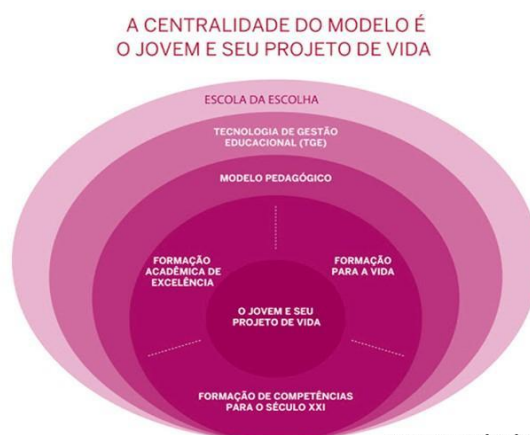 A CENTRALIDADE DO MODELO É
O JOVEM E SEU PROJETO DE VIDA
ESCOLA DA ESCOLHA
TECNOLOGIA DE GESTÃO
EDUCACIONAL (TGE)
MODELO PEDAGÓGICO
FORMAÇÃO
ACADÊMICA DE
EXCELÊNCIA
FORMAÇÃO
PARA A VIDA
O JOVEM E SEU
PROJETO DE VIDA
FORMAÇÃO DE COMPETÊNCIAS
PARA O SÉCULO XXI